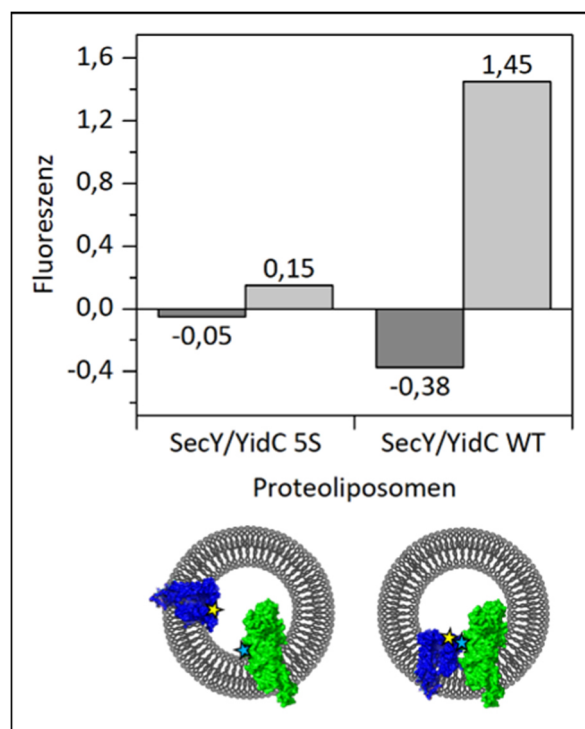 1,6
1,2
0,8
0,4
0,0
-0,4
Fluoreszenz
1,45
0,15
-0,05
-0,38
SecY/YidC 5S
SecY/YidC WT
Proteoliposomen